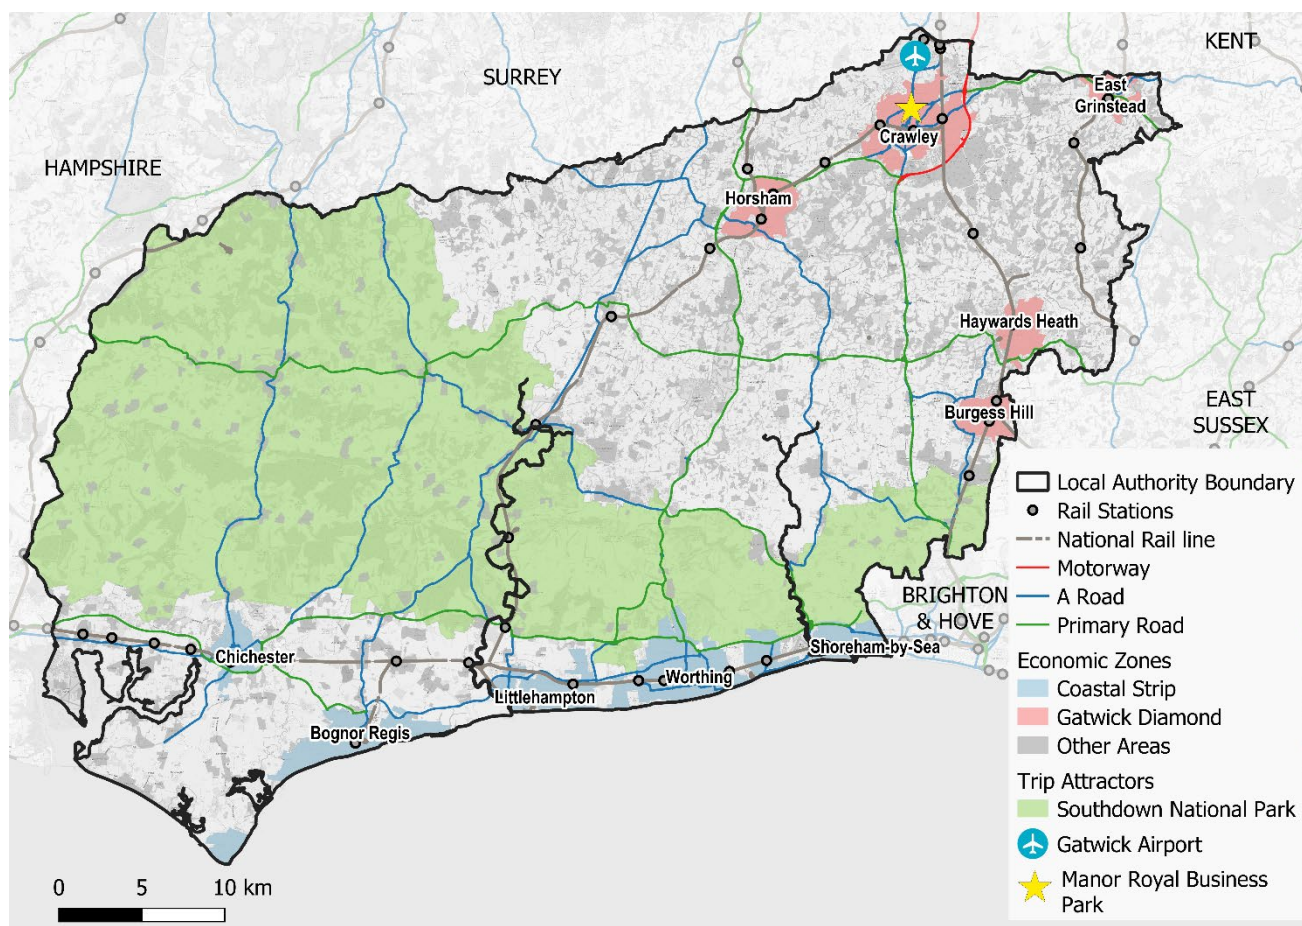 KENT
SURREY
East
Grinstead
HAMPSHIRE
Crawley
Horsham
Haywards Heath
EAST
SUSSEX
Burgess Hill
BRIGHTON
& HOVE
Shoreham-by-Sea
Chichester
Worthing
Littlehampton
Bognor Regis
0 5 10 km
Local Authority Boundary
Rail Stations
National Rail line
Motorway
A Road
Primary Road
Economic Zones
Coastal Strip
Gatwick Diamond
Other Areas
Trip Attractors
Southdown National Park
Gatwick Airport
Manor Royal Business
Park